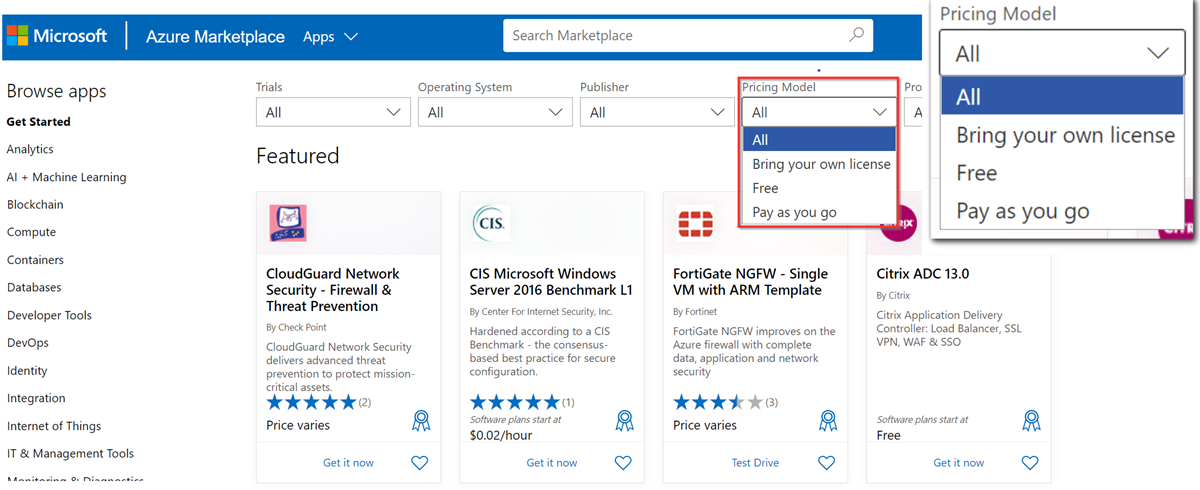 Microsoft
Azure Marketplace
Apps
Search Marketplace
Browse apps
Get Started
Analytics
AI + Machine Learning
Blockchain
Compute
Containers
Databases
Developer Tools
DevOps
Identity
Integration
Internet of Things
IT & Management Tools
Monitoring & Diagnostics
Trials
All
Operating System
All
Publisher
All
Pricing Model
All
All
Bring your own license
Free
Pay as you go
Pro
A
Featured
CloudGuard Network
Security - Firewall &
Threat Prevention
By Check Point
CloudGuard Network Security
delivers advanced threat
prevention to protect mission-
critical assets.
(2)
Price varies
Get it now
CIS.
CIS Microsoft Windows
Server 2016 Benchmark L1
By Center For Internet Security, Inc.
Hardened according to a CIS
Benchmark - the consensus-
based best practice for secure
configuration.
(1)
Software plans start at
$0.02/hour
Get it now
FortiGate NGFW - Single
VM with ARM Template
By Fortinet
FortiGate NGFW improves on the
Azure firewall with complete
data, application and network
security
(3)
Price varies
Test Drive
citrix
Citrix ADC 13.0
By Citrix
Citrix Application Delivery
Controller: Load Balancer, SSL
VPN, WAF & SSO
Software plans start at
Free
Get it now
Pricing Model
All
All
Bring your own license
Free
Pay as you go